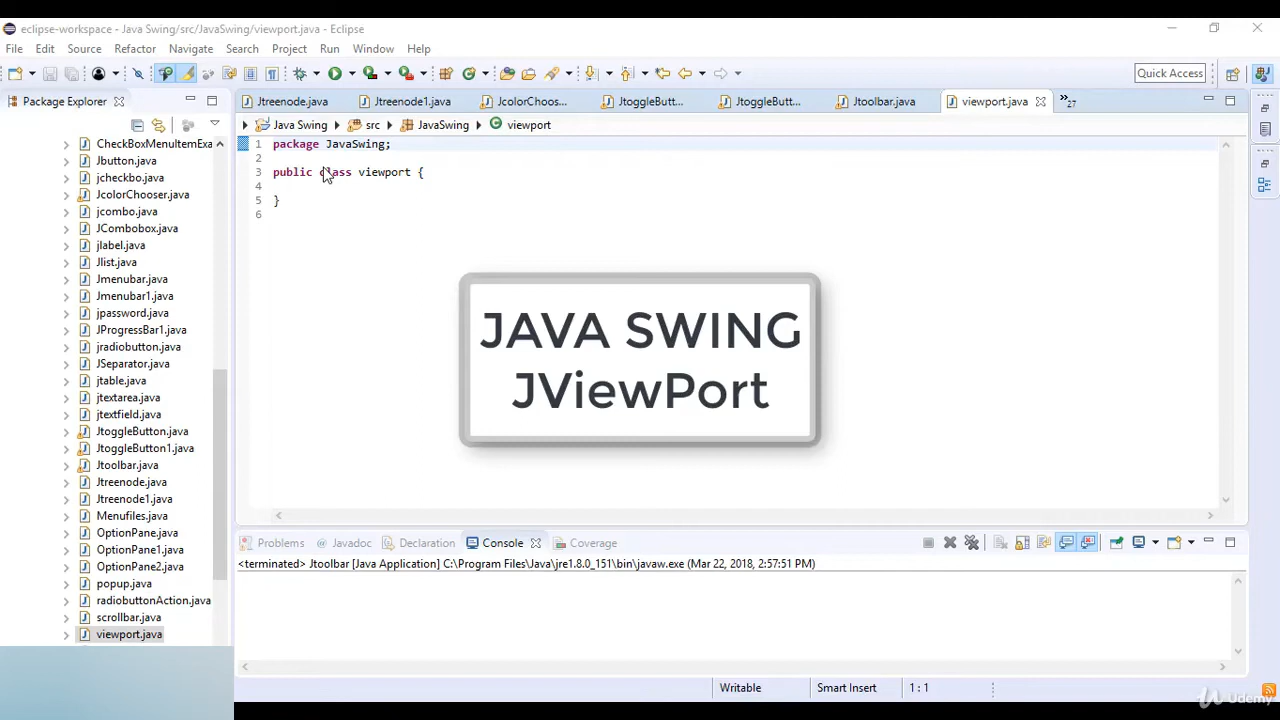 eclipse-workspace - Java Swing/src/JavaSwing/viewport.java - Eclipse
File Edit Source Refactor Navigate Search Project Run Window Help
Quick Access
Package Explorer
Jtreenode.java Jtreenode1.java JcolorChoos... JtoggleButt... JtoggleButt... Jtoolbar.java viewport.java »27
Java Swing src JavaSwing viewport
CheckBoxMenuItemExa
Jbutton.java
jcheckbo.java
JcolorChooser.java
jcombo.java
JCombobox.java
jlabel.java
Jlist.java
Jmenubar.java
Jmenubar1.java
jpassword.java
JProgressBar1.java
jradiobutton.java
JSeparator.java
jtable.java
jtextarea.java
jtextfield.java
JtoggleButton.java
JtoggleButton1.java
Jtoolbar.java
Jtreenode.java
Jtreenode1.java
Menufiles.java
OptionPane.java
OptionPane1.java
OptionPane2.java
popup.java
radiobuttonAction.java
scrollbar.java
viewport.java
1 package JavaSwing;
2
3 public class viewport {
4
5 }
6
JAVA SWING
JViewPort
Problems Javadoc Declaration Console Coverage
<terminated> Jtoolbar [Java Application] C:\Program Files\Java\jre1.8.0_151\bin\javaw.exe (Mar 22, 2018, 2:57:51 PM)
Writable Smart Insert 1 : 1
Udemy